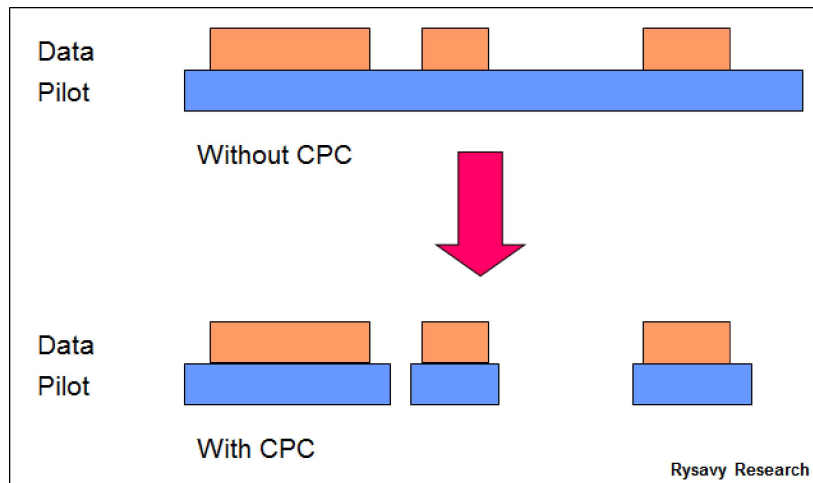 Data
Pilot
Without CPC
Data
Pilot
With CPC
Rysavy Research